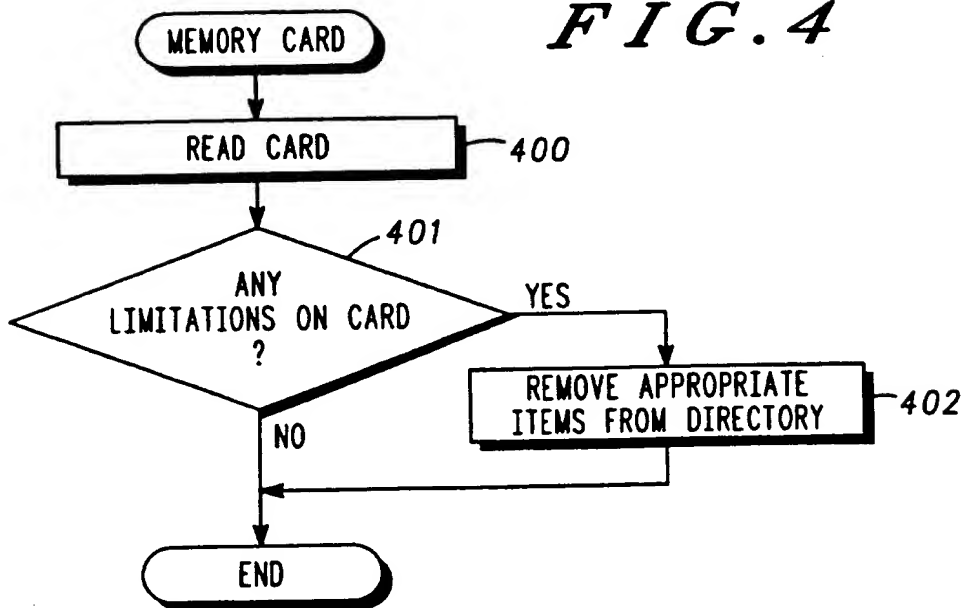 FIG.4
MEMORY CARD
READ CARD
400
401
ANY
LIMITATIONS ON CARD
?
YES
REMOVE APPROPRIATE
ITEMS FROM DIRECTORY
402
NO
END